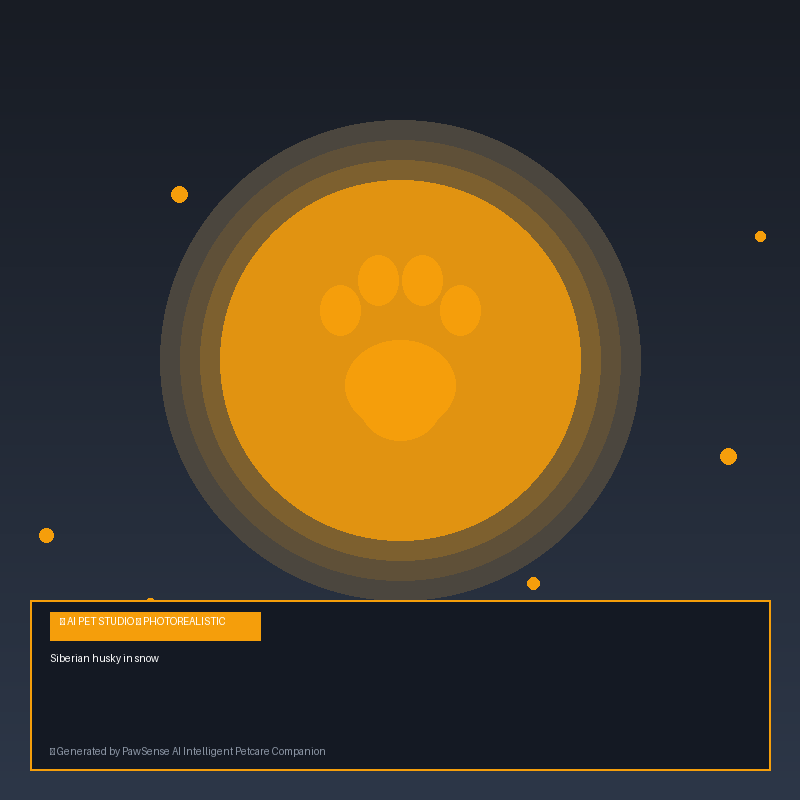 AI PET STUDIO PHOTOREALISTIC
Siberian husky in snow
Generated by PawSense AI Intelligent Petcare Companion